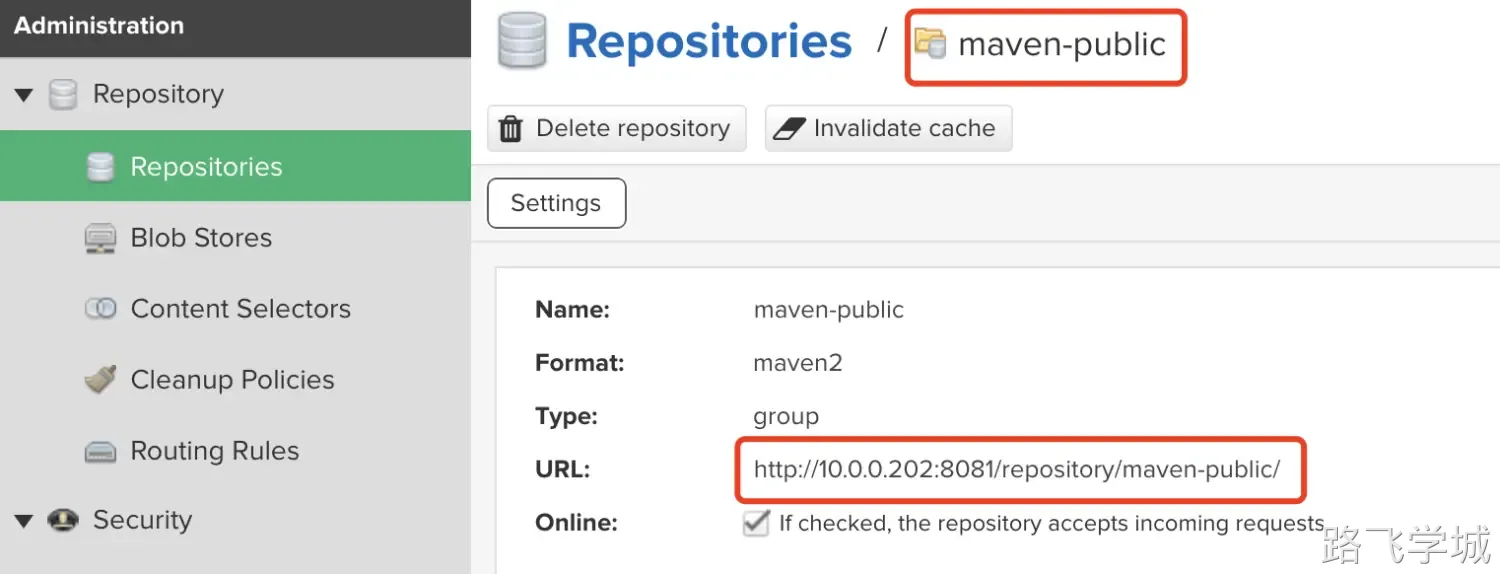 Administration
Repository
Repositories
Blob Stores
Content Selectors
Cleanup Policies
Routing Rules
Security
Repositories / maven-public
Delete repository Invalidate cache
Settings
Name: maven-public
Format: maven2
Type: group
URL: http://10.0.0.202:8081/repository/maven-public/
Online: If checked, the repository accepts incoming requests
路飞学城